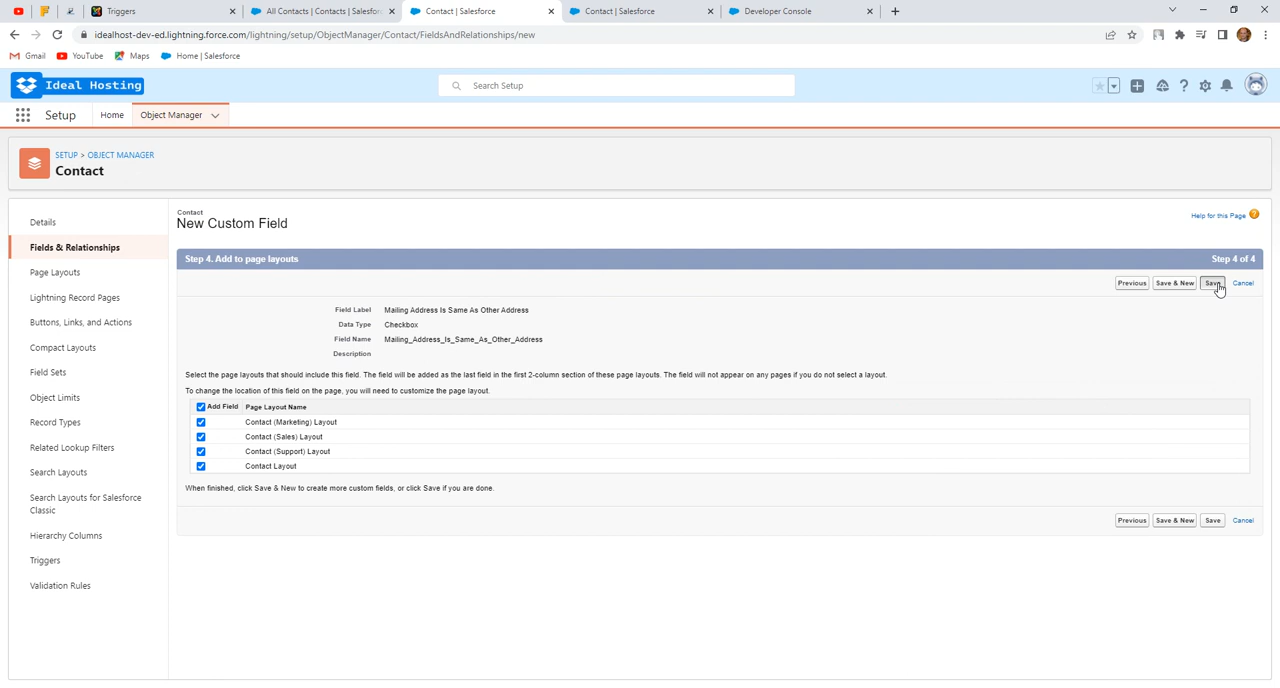 Triggers
All Contacts | Contacts | Salesfor
Contact | Salesforce
Contact | Salesforce
Developer Console
idealhost-dev-ed.lightning.force.com/lightning/setup/ObjectManager/Contact/FieldsAndRelationships/new
Gmail
YouTube
Maps
Home | Salesforce
Ideal Hosting
Search Setup
Setup
Home
Object Manager
SETUP > OBJECT MANAGER
Contact
Details
Fields & Relationships
Page Layouts
Lightning Record Pages
Buttons, Links, and Actions
Compact Layouts
Field Sets
Object Limits
Record Types
Related Lookup Filters
Search Layouts
Search Layouts for Salesforce
Classic
Hierarchy Columns
Triggers
Validation Rules
Contact
New Custom Field
Help for this Page
Step 4. Add to page layouts
Step 4 of 4
Previous
Save & New
Save
Cancel
Field Label Mailing Address Is Same As Other Address
Data Type Checkbox
Field Name Mailing_Address_Is_Same_As_Other_Address
Description
Select the page layouts that should include this field. The field will be added as the last field in the first 2-column section of these page layouts. The field will not appear on any pages if you do not select a layout.
To change the location of this field on the page, you will need to customize the page layout.
Add Field Page Layout Name
Contact (Marketing) Layout
Contact (Sales) Layout
Contact (Support) Layout
Contact Layout
When finished, click Save & New to create more custom fields, or click Save if you are done.
Previous
Save & New
Save
Cancel